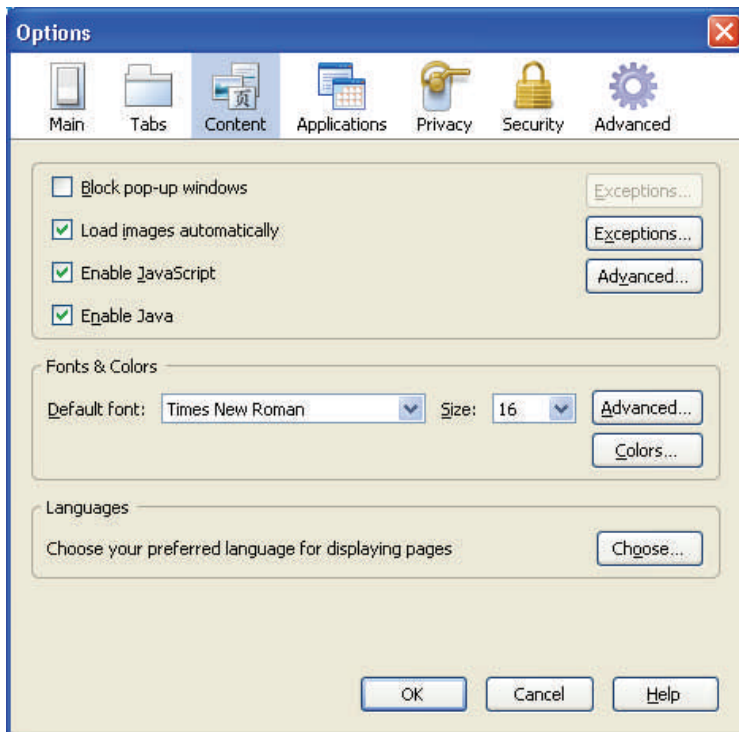 Options
Main Tabs Content Applications Privacy Security Advanced
页
Block pop-up windows Exceptions...
Load images automatically Exceptions...
Enable JavaScript Advanced...
Enable Java
Fonts & Colors
Default font: Times New Roman Size: 16 Advanced...
Colors...
Languages
Choose your preferred language for displaying pages Choose...
OK Cancel Help